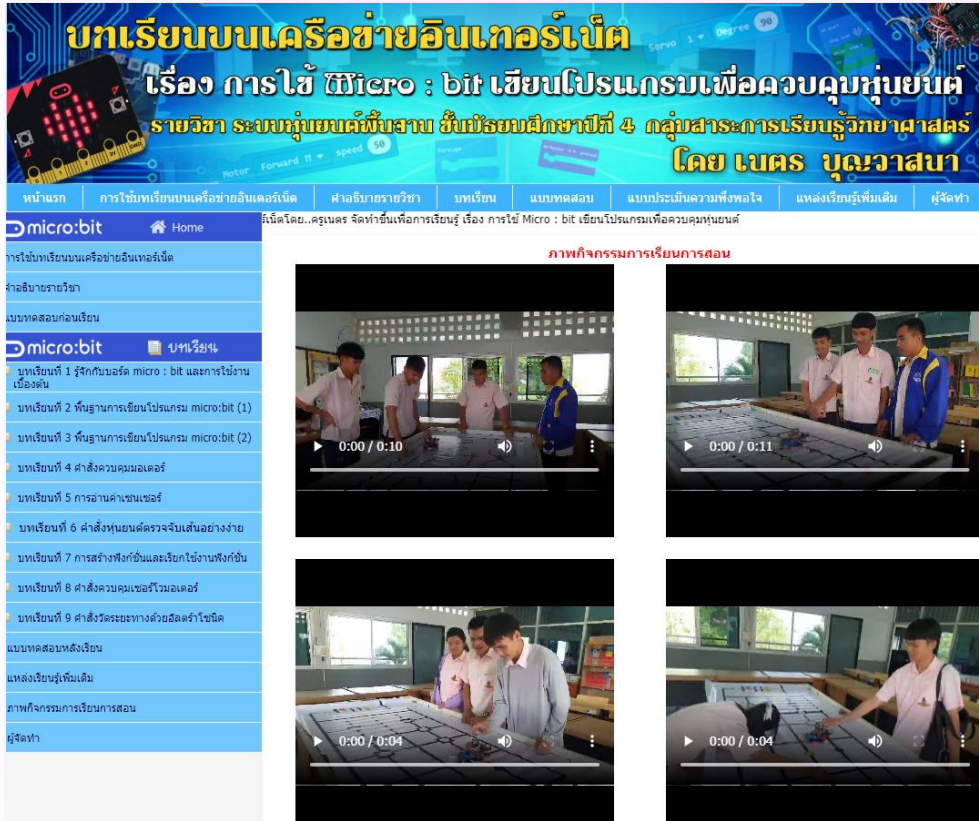 บทเรียนบนเครือข่ายอินเทอร์เน็ต
เรื่อง การใช้ Micro : bit เขียนโปรแกรมเพื่อควบคุมหุ่นยนต์
รายวิชา ระบบหุ่นยนต์พื้นฐาน ชั้นมัธยมศึกษาปีที่ 4 กลุ่มสาระการเรียนรู้วิทยาศาสตร์
โดย เนตร บุญวาสนา
Servo 1 Degree 90
Motor Forward 11 speed 50
หน้าแรก การใช้บทเรียนบนเครือข่ายอินเตอร์เน็ต คำอธิบายรายวิชา บทเรียน แบบทดสอบ แบบประเมินความพึงพอใจ แหล่งเรียนรู้เพิ่มเติม ผู้จัดทำ
ร์เน็ตโดย..ครูเนตร จัดทำขึ้นเพื่อการเรียนรู้ เรื่อง การใช้ Micro : bit เขียนโปรแกรมเพื่อควบคุมหุ่นยนต์
micro:bit Home
การใช้บทเรียนบนเครือข่ายอินเทอร์เน็ต
คำอธิบายรายวิชา
แบบทดสอบก่อนเรียน
micro:bit บทเรียน
บทเรียนที่ 1 รู้จักกับบอร์ด micro : bit และการใช้งาน
เบื้องต้น
บทเรียนที่ 2 พื้นฐานการเขียนโปรแกรม micro:bit (1)
บทเรียนที่ 3 พื้นฐานการเขียนโปรแกรม micro:bit (2)
บทเรียนที่ 4 คำสั่งควบคุมมอเตอร์
บทเรียนที่ 5 การอ่านค่าเซนเซอร์
บทเรียนที่ 6 คำสั่งหุ่นยนต์ตรวจจับเส้นอย่างง่าย
บทเรียนที่ 7 การสร้างฟังก์ชั่นและเรียกใช้งานฟังก์ชั่น
บทเรียนที่ 8 คำสั่งควบคุมเซอร์โวมอเตอร์
บทเรียนที่ 9 คำสั่งวัดระยะทางด้วยอัลตร้าโซนิค
แบบทดสอบหลังเรียน
แหล่งเรียนรู้เพิ่มเติม
ภาพกิจกรรมการเรียนการสอน
ผู้จัดทำ
ภาพกิจกรรมการเรียนการสอน
0:00 / 0:10
0:00 / 0:11
0:00 / 0:04
0:00 / 0:04